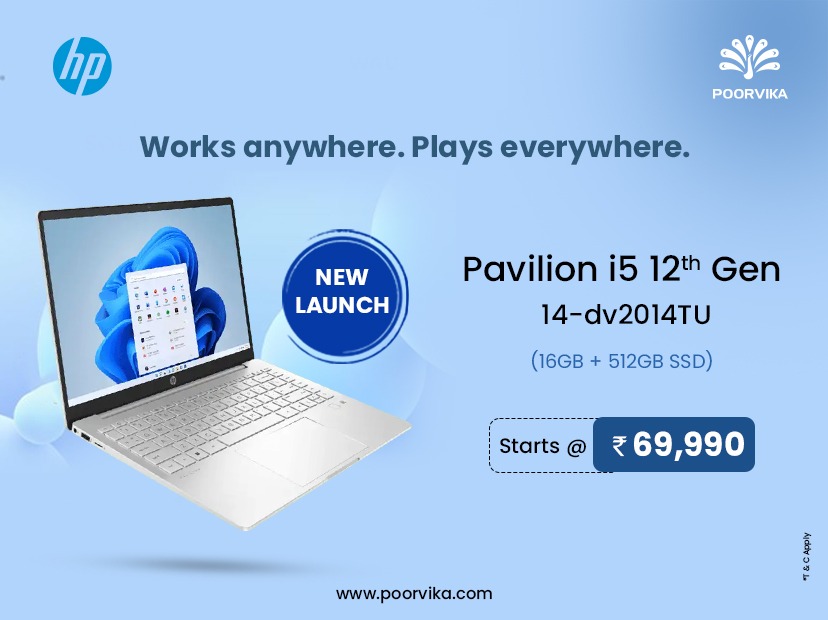 hp
POORVIKA
Works anywhere. Plays everywhere.
NEW
LAUNCH
Pavilion i5 12th Gen
14-dv2014TU
(16GB + 512GB SSD)
Starts @ ₹ 69,990
*T & C Apply
www.poorvika.com